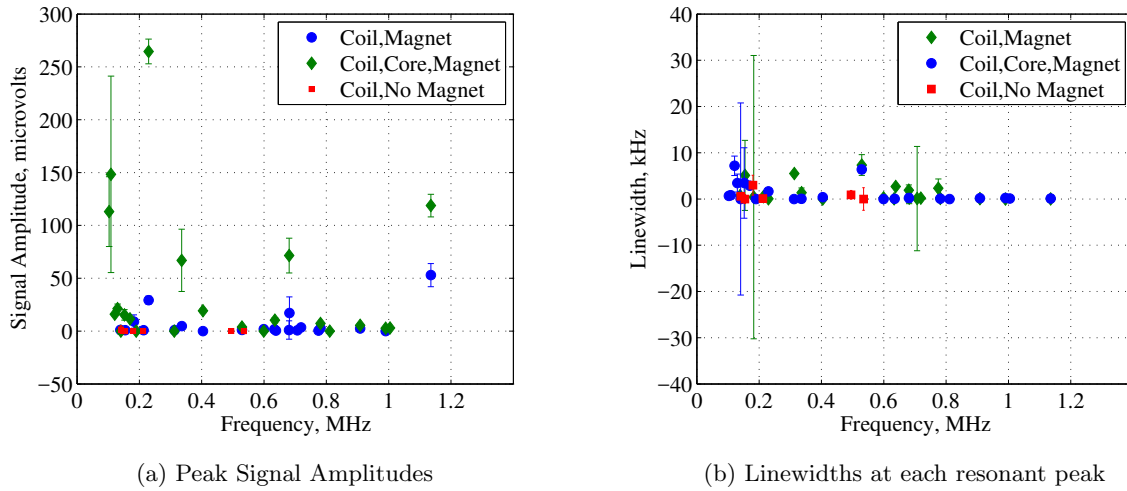 300
250
200
150
100
50
0
−50
Signal Amplitude, microvolts
Coil,Magnet
Coil,Core,Magnet
Coil,No Magnet
0 0.2 0.4 0.6 0.8 1 1.2
Frequency, MHz
(a) Peak Signal Amplitudes
40
30
20
10
0
−10
−20
−30
−40
Linewidth, kHz
Coil,Magnet
Coil,Core,Magnet
Coil,No Magnet
0 0.2 0.4 0.6 0.8 1 1.2
Frequency, MHz
(b) Linewidths at each resonant peak